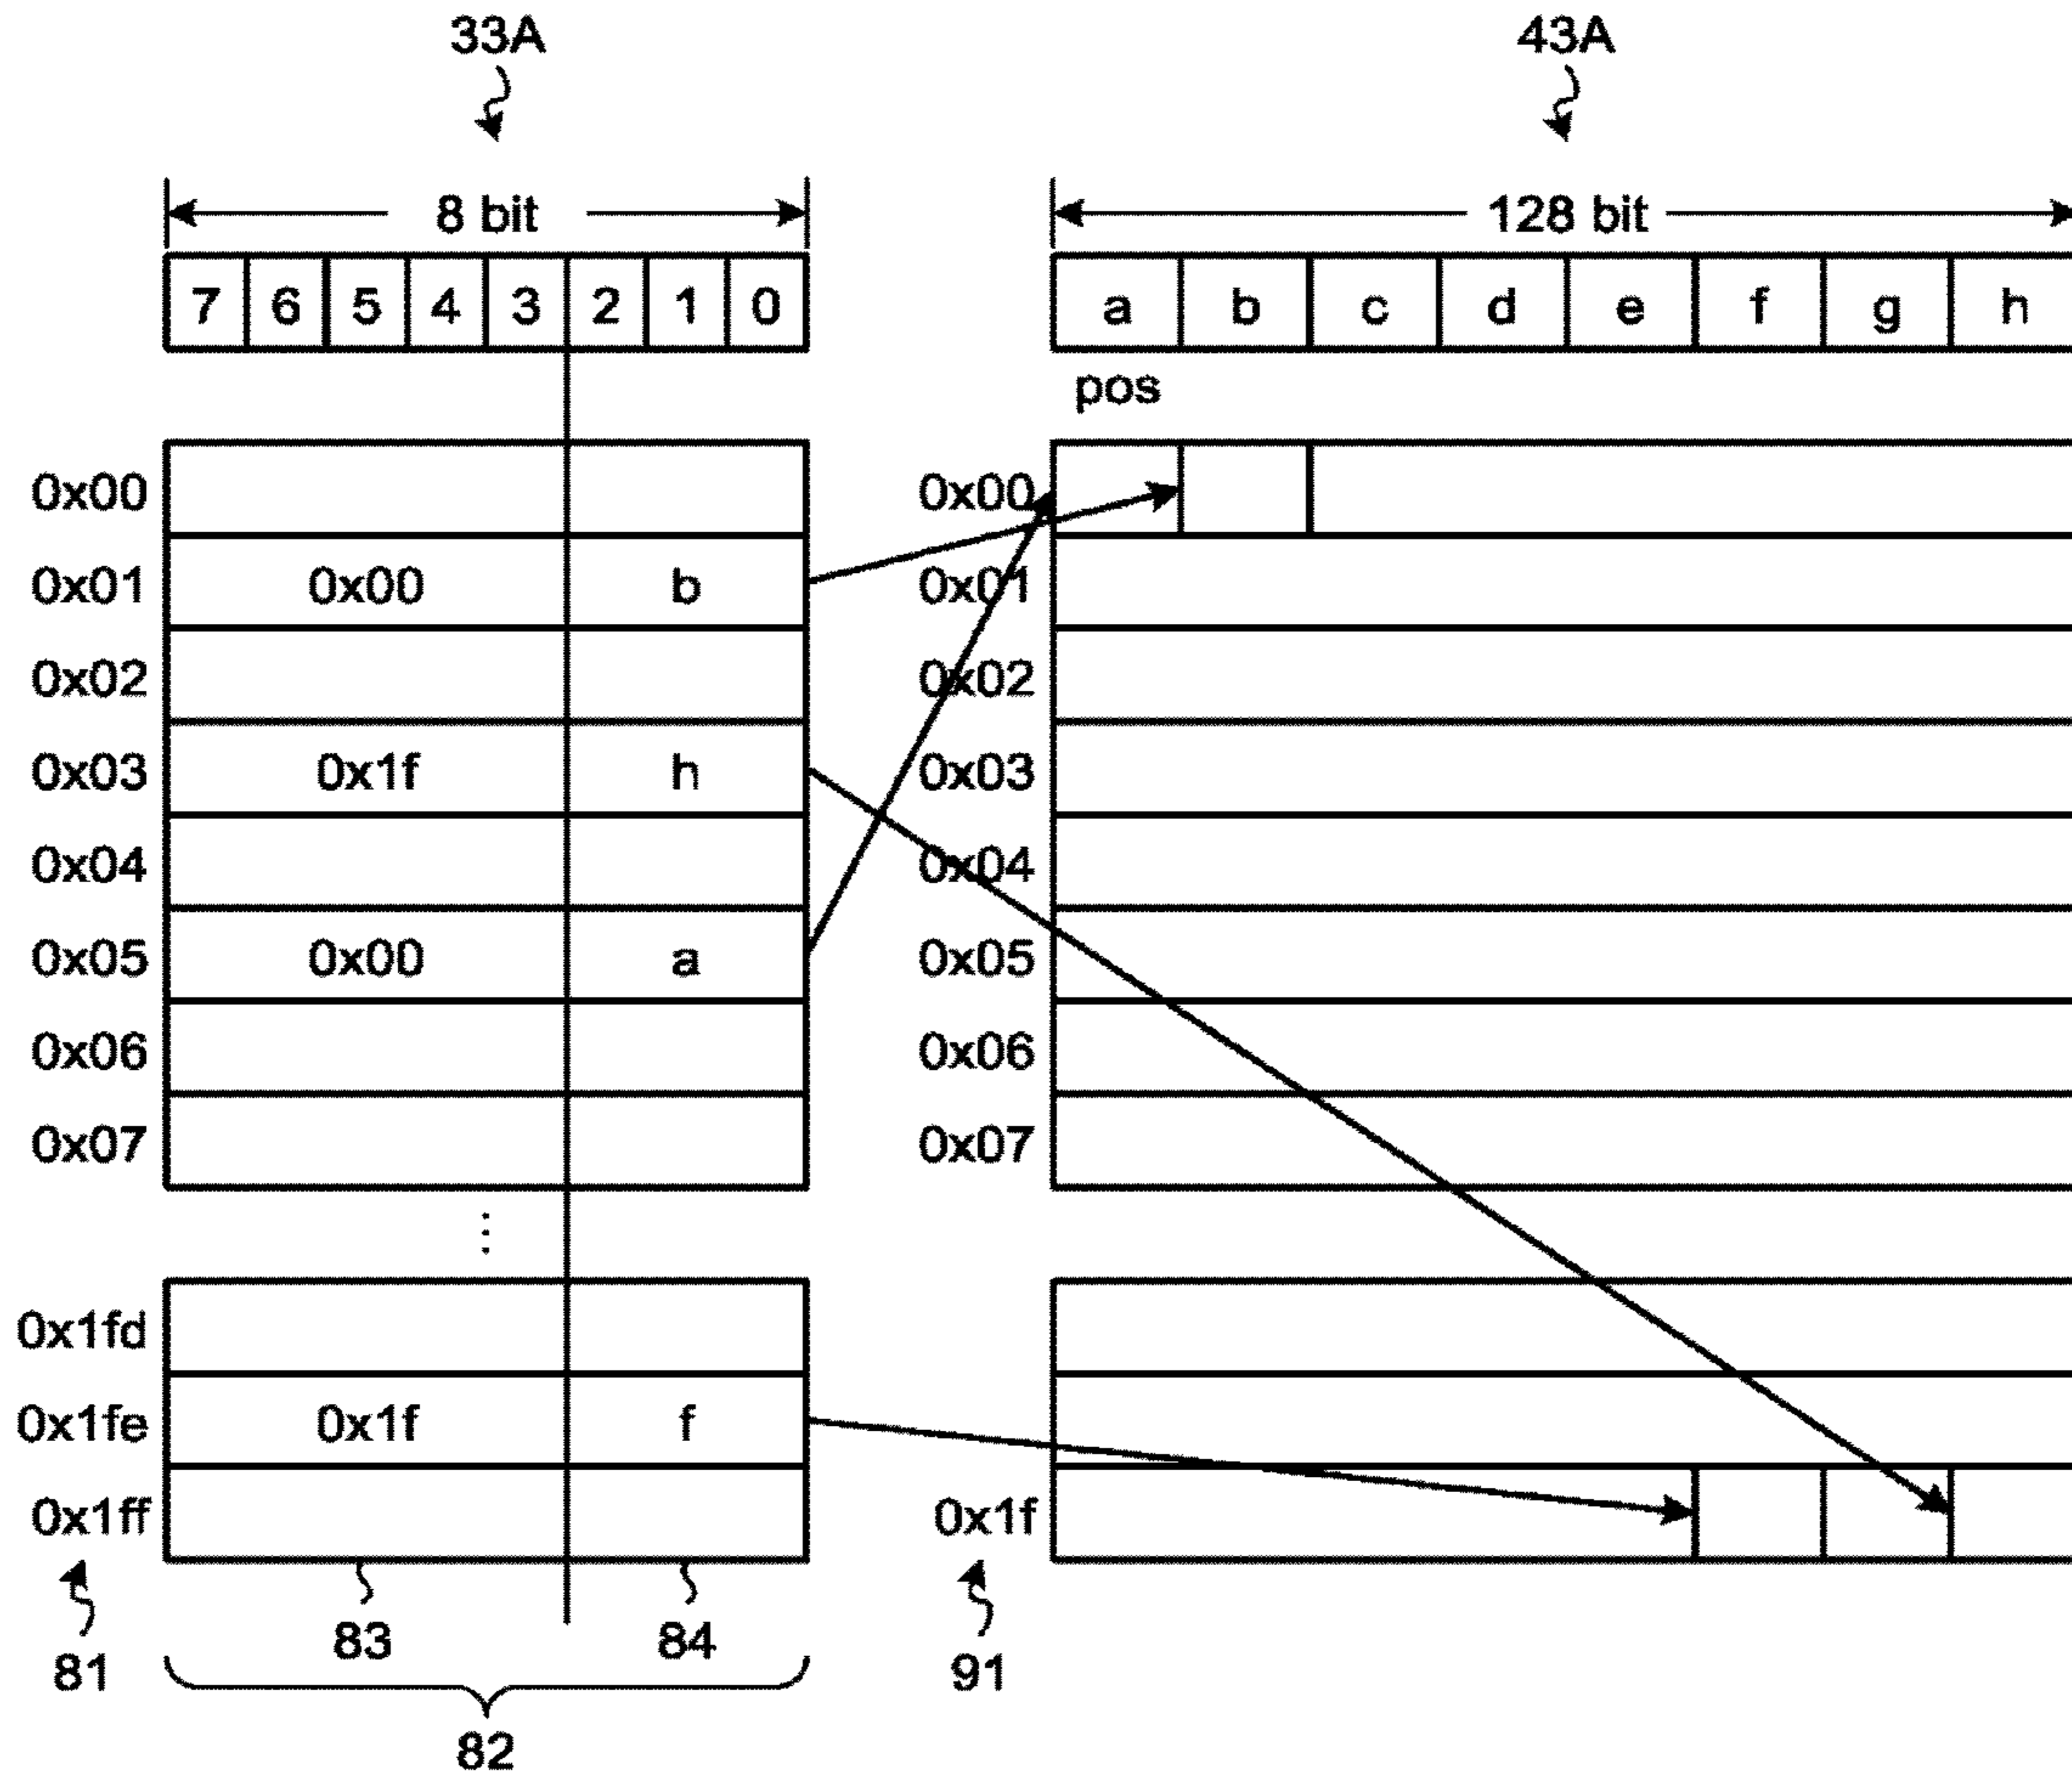 33A 43A
8 bit 128 bit
7 6 5 4 3 2 1 0 a b c d e f g h
pos
0x00 0x00
0x01 0x00 b 0x01
0x02 0x02
0x03 0x1f h 0x03
0x04 0x04
0x05 0x00 a 0x05
0x06 0x06
0x07 0x07
⋮
0x1fd
0x1fe 0x1f f
0x1ff 0x1f
83 84
81 91
82